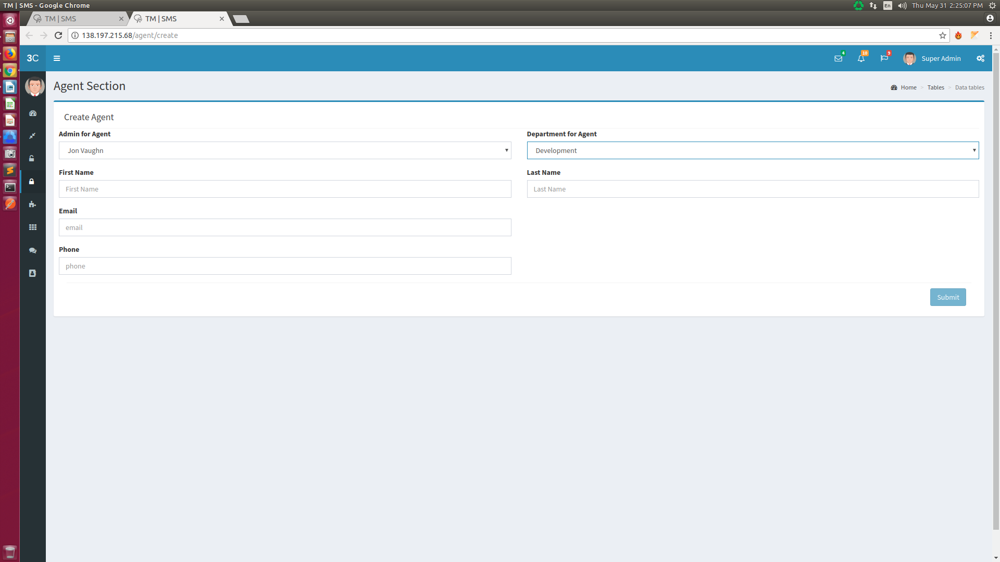 TM | SMS - Google Chrome
En
Thu May 31 2:25:07 PM
TM | SMS
TM | SMS
138.197.215.68/agent/create
3C
4
10
9
Super Admin
Agent Section
Home > Tables > Data tables
Create Agent
Admin for Agent
Department for Agent
Jon Vaughn
Development
First Name
Last Name
First Name
Last Name
Email
email
Phone
phone
Submit